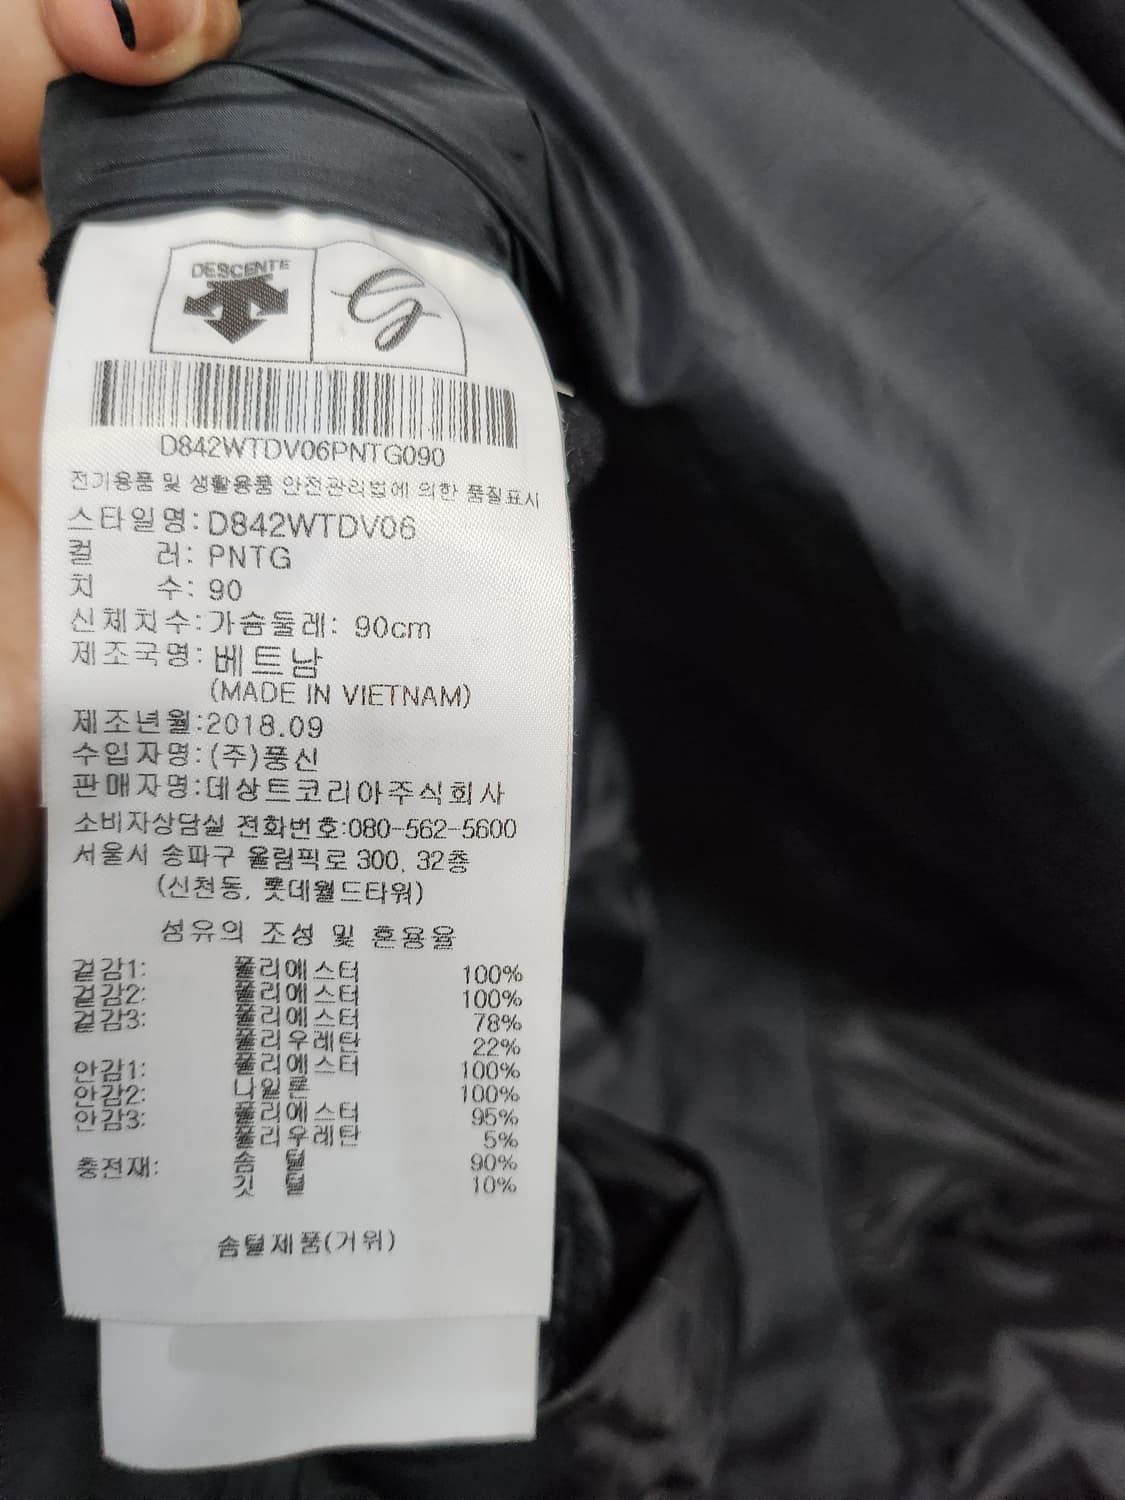 DESCENTE
G
D842WTDV06PNTG090
전기용품 및 생활용품 안전관리법에 의한 품질표시
스타일명: D842WTDV06
컬 러: PNTG
치 수: 90
신체치수: 가슴둘레: 90cm
제조국명: 베트남
(MADE IN VIETNAM)
제조년월:2018.09
수입자명: (주)풍신
판매자명:데상트코리아주식회사
소비자상담실 전화번호:080-562-5600
서울시 송파구 올림픽로 300, 32층
(신천동, 롯데월드타워)
섬유의 조성 및 혼용율
겉감1: 폴리에스터 100%
겉감2: 폴리에스터 100%
겉감3: 폴리에스터 78%
폴리우레탄 22%
안감1: 폴리에스터 100%
안감2: 나일론 100%
안감3: 폴리에스터 95%
폴리우레탄 5%
충전재: 솜 털 90%
깃 털 10%
솜털제품(거위)